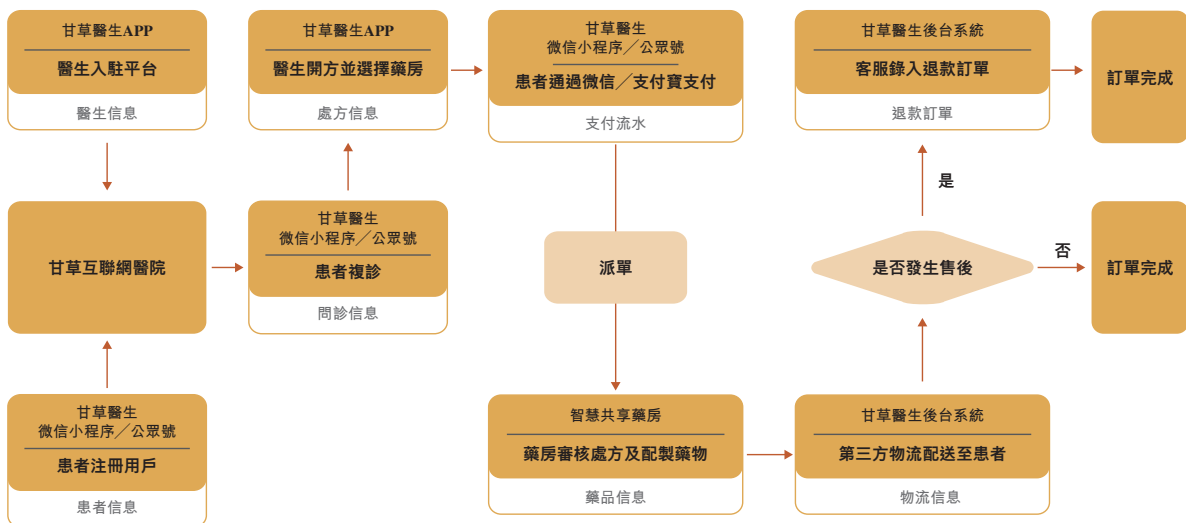 甘草醫生APP
醫生入駐平台
醫生信息
甘草互聯網醫院
甘草醫生
微信小程序／公眾號
患者注冊用戶
患者信息
甘草醫生
微信小程序／公眾號
患者複診
問診信息
甘草醫生APP
醫生開方並選擇藥房
處方信息
甘草醫生
微信小程序／公眾號
患者通過微信／支付寶支付
支付流水
派單
智慧共享藥房
藥房審核處方及配製藥物
藥品信息
甘草醫生後台系統
第三方物流配送至患者
物流信息
是否發生售後
是
否
甘草醫生後台系統
客服錄入退款訂單
退款訂單
訂單完成
訂單完成